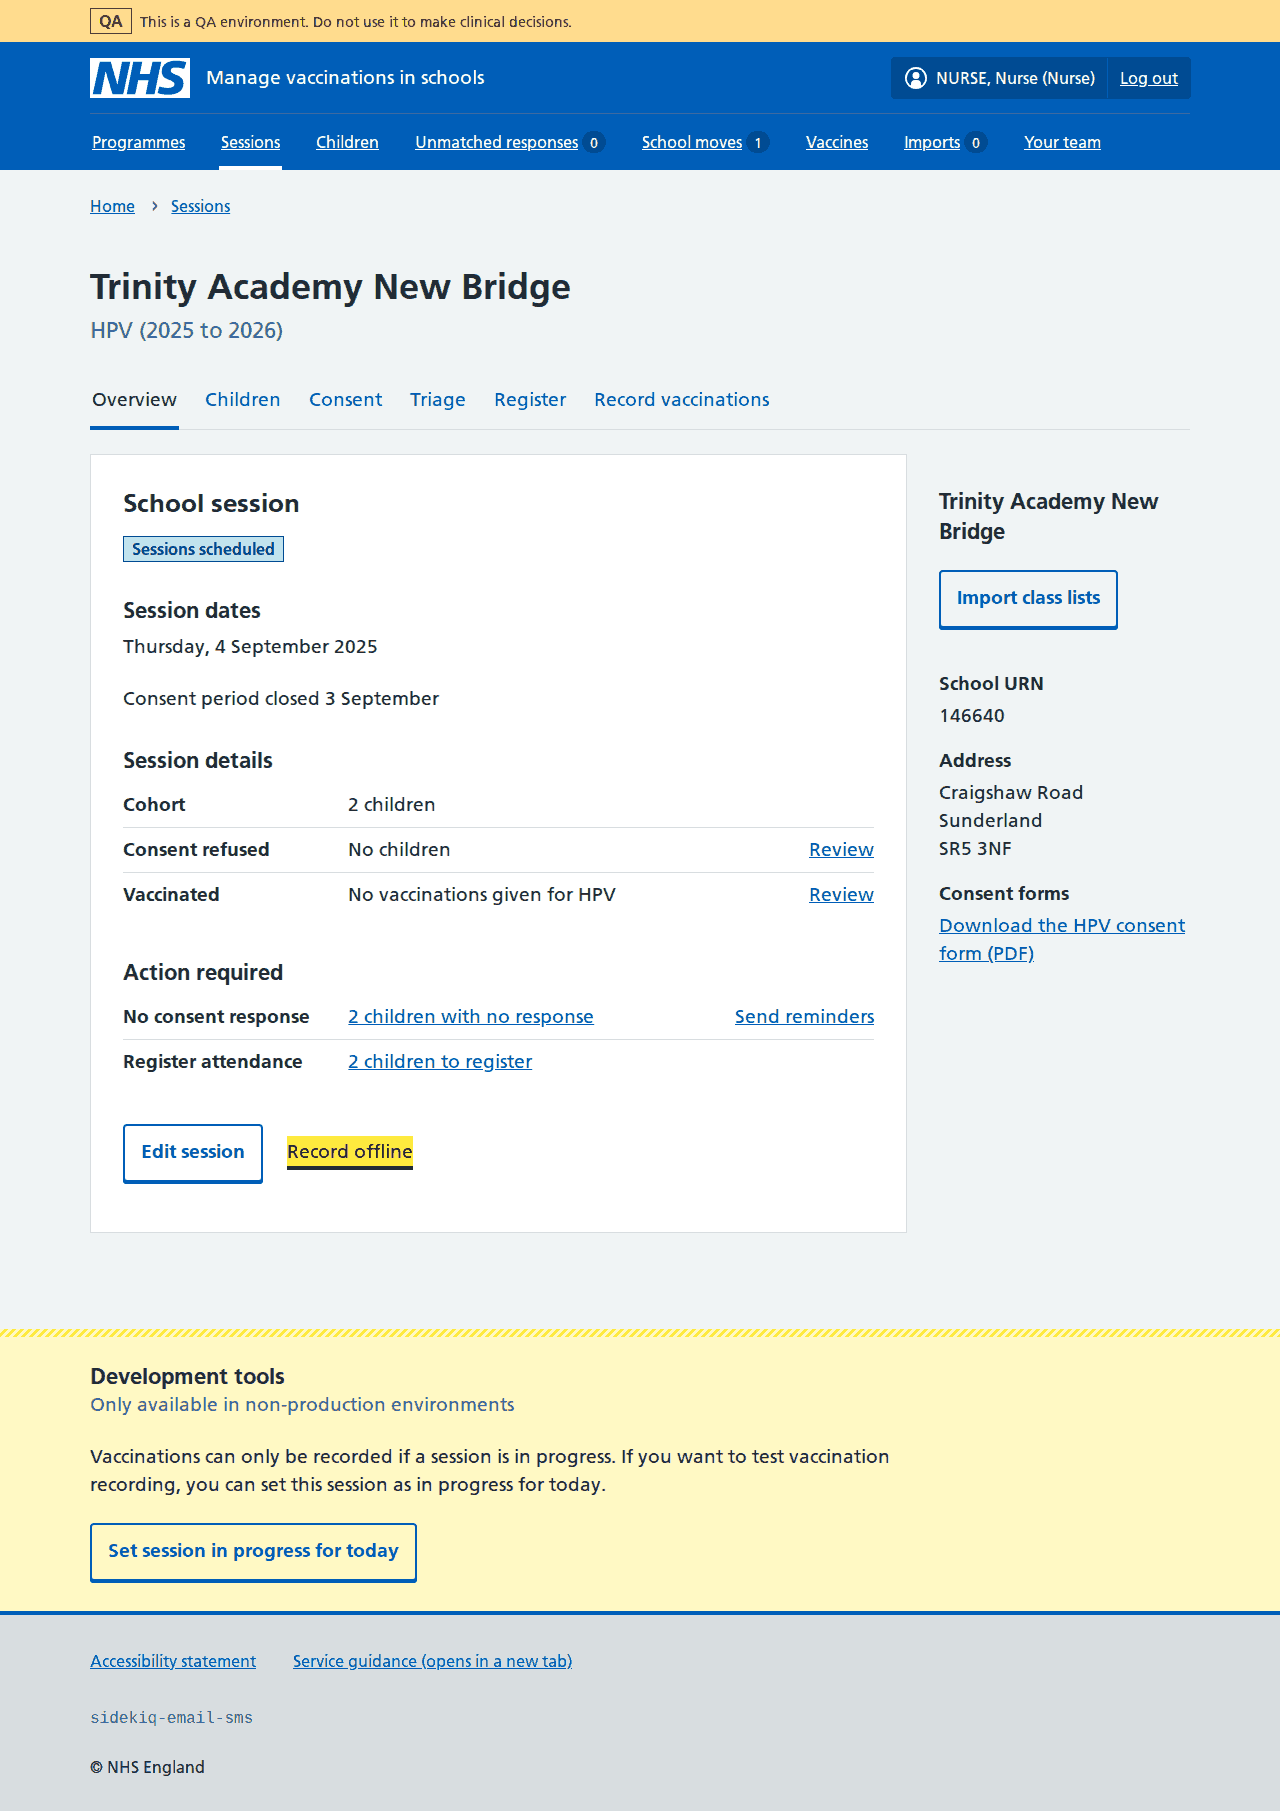 QA This is a QA environment. Do not use it to make clinical decisions.
NHS Manage vaccinations in schools NURSE, Nurse (Nurse) Log out
Programmes Sessions Children Unmatched responses 0 School moves 1 Vaccines Imports 0 Your team
Home › Sessions
Trinity Academy New Bridge
HPV (2025 to 2026)
Overview Children Consent Triage Register Record vaccinations
School session
Sessions scheduled
Session dates
Thursday, 4 September 2025
Consent period closed 3 September
Session details
Cohort 2 children
Consent refused No children Review
Vaccinated No vaccinations given for HPV Review
Action required
No consent response 2 children with no response Send reminders
Register attendance 2 children to register
Edit session Record offline
Trinity Academy New
Bridge
Import class lists
School URN
146640
Address
Craigshaw Road
Sunderland
SR5 3NF
Consent forms
Download the HPV consent
form (PDF)
Development tools
Only available in non-production environments
Vaccinations can only be recorded if a session is in progress. If you want to test vaccination
recording, you can set this session as in progress for today.
Set session in progress for today
Accessibility statement Service guidance (opens in a new tab)
sidekiq-email-sms
© NHS England